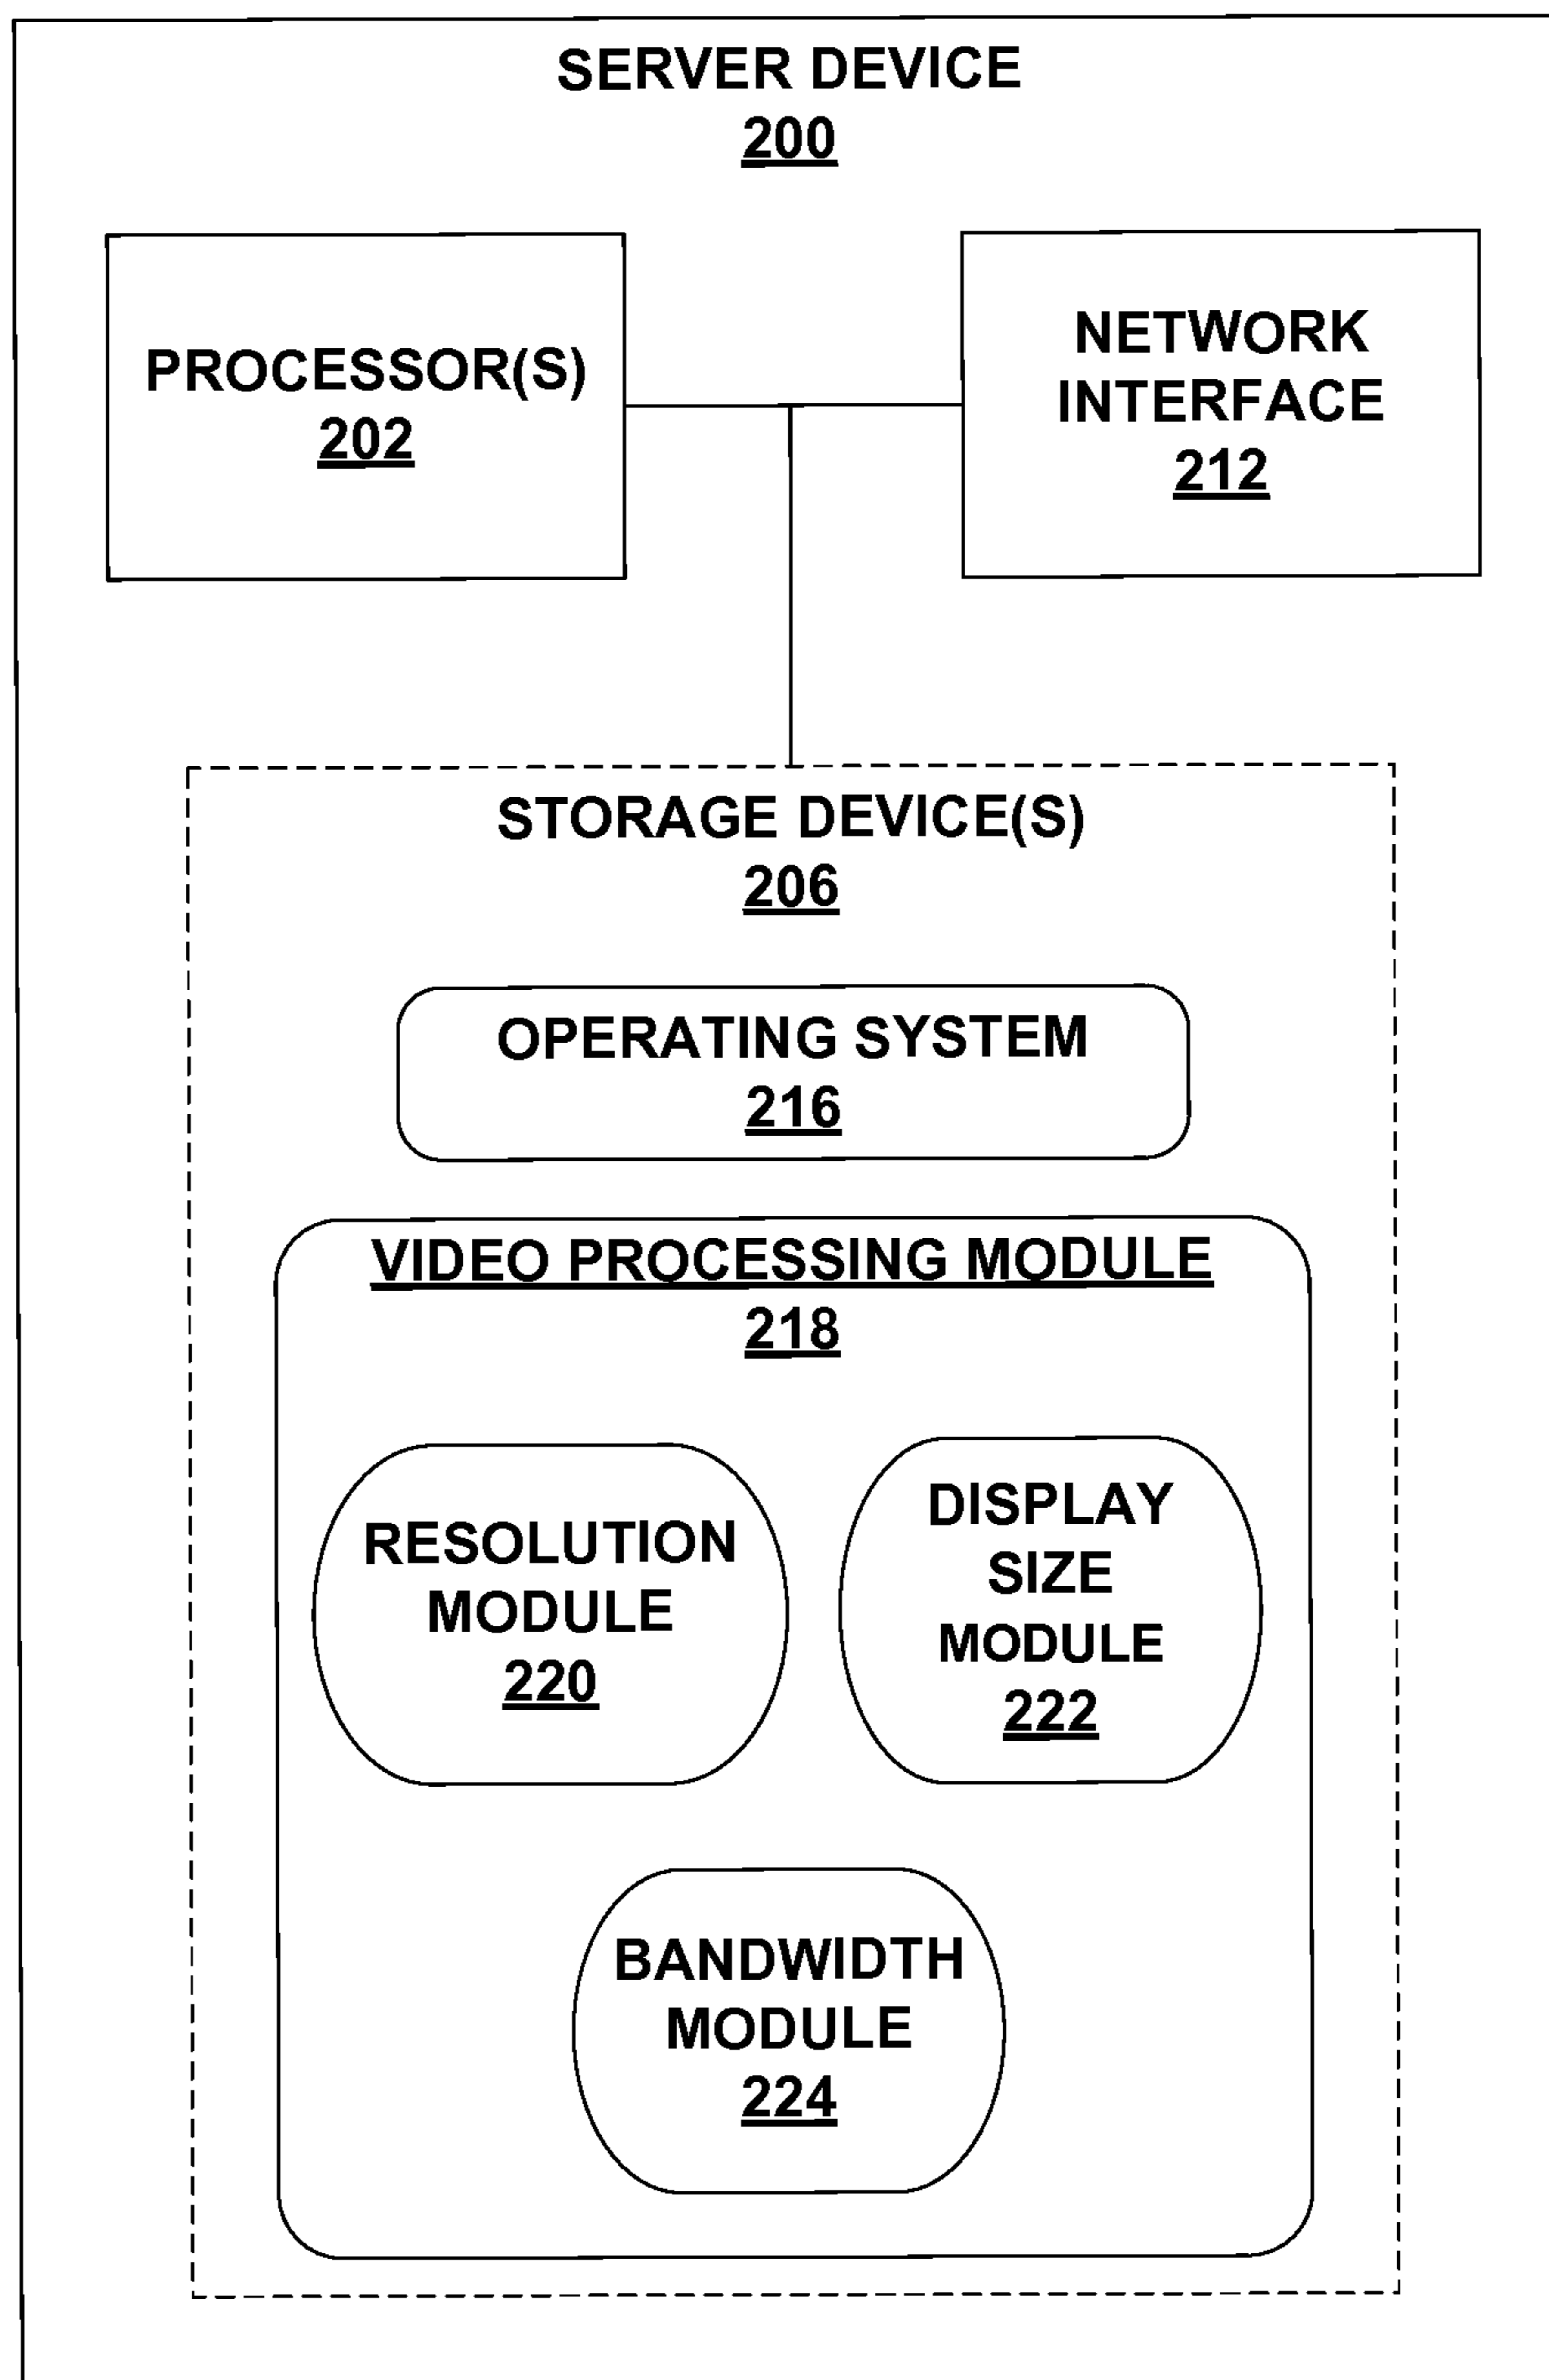 SERVER DEVICE
200
PROCESSOR(S)
202
NETWORK
INTERFACE
212
STORAGE DEVICE(S)
206
OPERATING SYSTEM
216
VIDEO PROCESSING MODULE
218
RESOLUTION
MODULE
220
DISPLAY
SIZE
MODULE
222
BANDWIDTH
MODULE
224